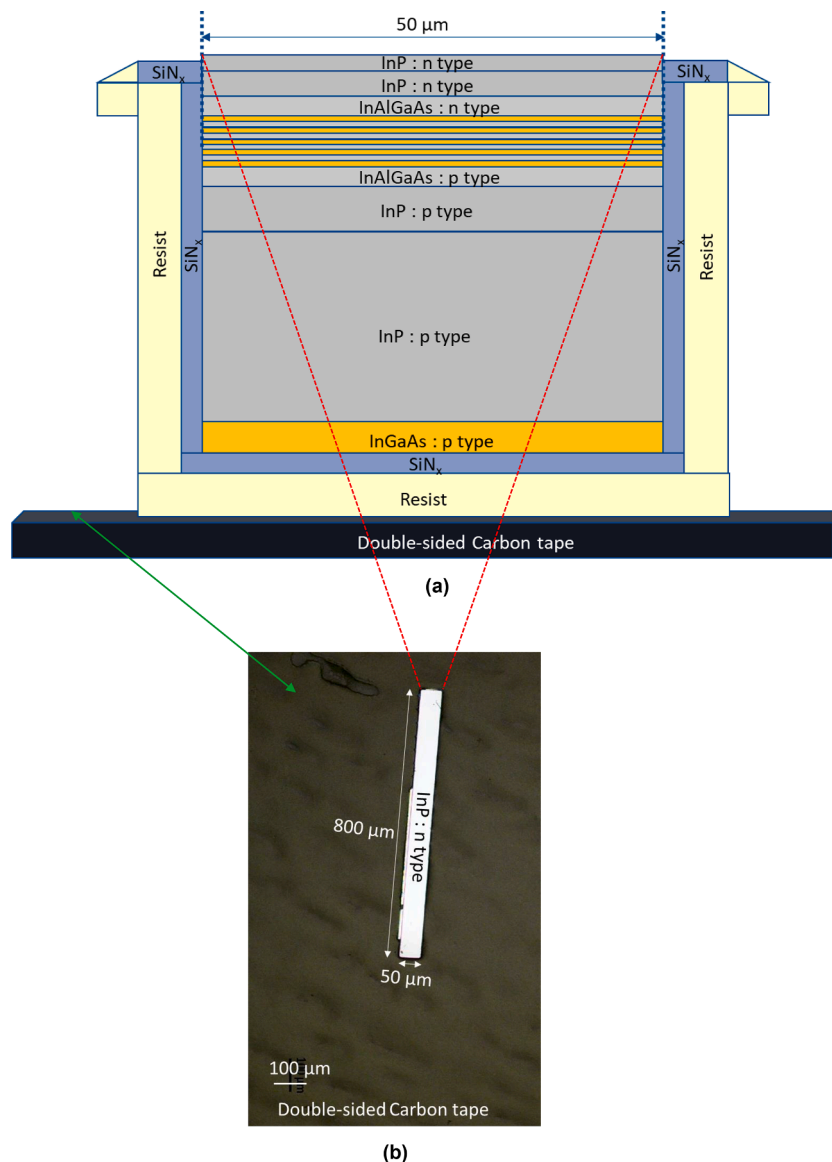 50 µm
SiNₓ
InP : n type
SiNₓ
InP : n type
InAlGaAs : n type
InAlGaAs : p type
InP : p type
Resist
SiNₓ
SiNₓ
Resist
InP : p type
InGaAs : p type
SiNₓ
Resist
Double-sided Carbon tape
(a)
800 µm
InP : n type
50 µm
100 µm
Double-sided Carbon tape
(b)